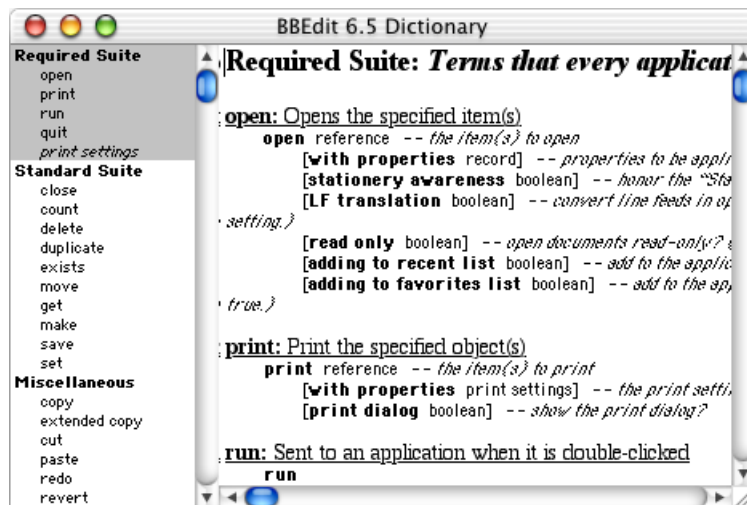 BBEdit 6.5 Dictionary
Required Suite
open
print
run
quit
print settings
Standard Suite
close
count
delete
duplicate
exists
move
get
make
save
set
Miscellaneous
copy
extended copy
cut
paste
redo
revert
Required Suite: Terms that every applicat
open: Opens the specified item(s)
open reference -- the item(s) to open
[with properties record] -- properties to be appli
[stationery awareness boolean] -- honor the "Sta
[LF translation boolean] -- convert line feeds in op
setting.)
[read only boolean] -- open documents read-only?
[adding to recent list boolean] -- add to the applic
[adding to favorites list boolean] -- add to the app
true.)
print: Print the specified object(s)
print reference -- the item(s) to print
[with properties print settings] -- the print setti
[print dialog boolean] -- show the print dialog?
run: Sent to an application when it is double-clicked
run